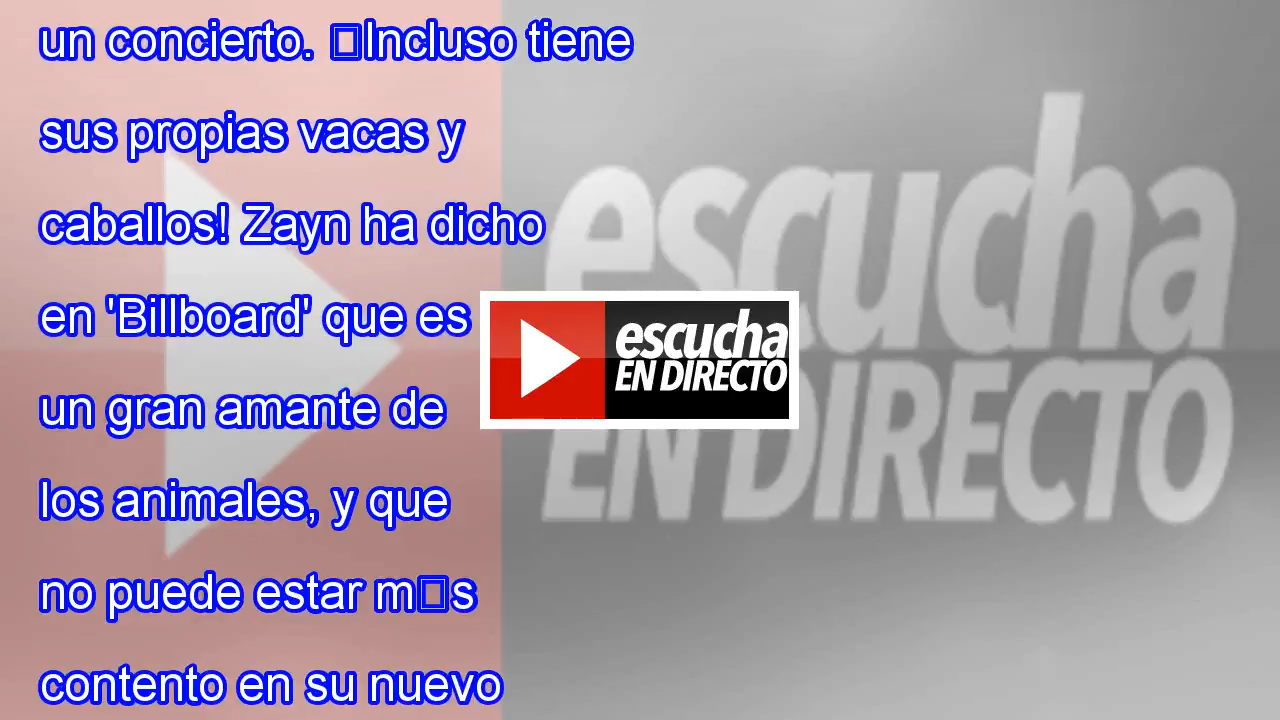 un concierto. □Incluso tiene
sus propias vacas y
caballos! Zayn ha dicho
en 'Billboard' que es
un gran amante de
los animales, y que
no puede estar m□s
contento en su nuevo
escucha
EN DIRECTO
escucha
EN DIRECTO